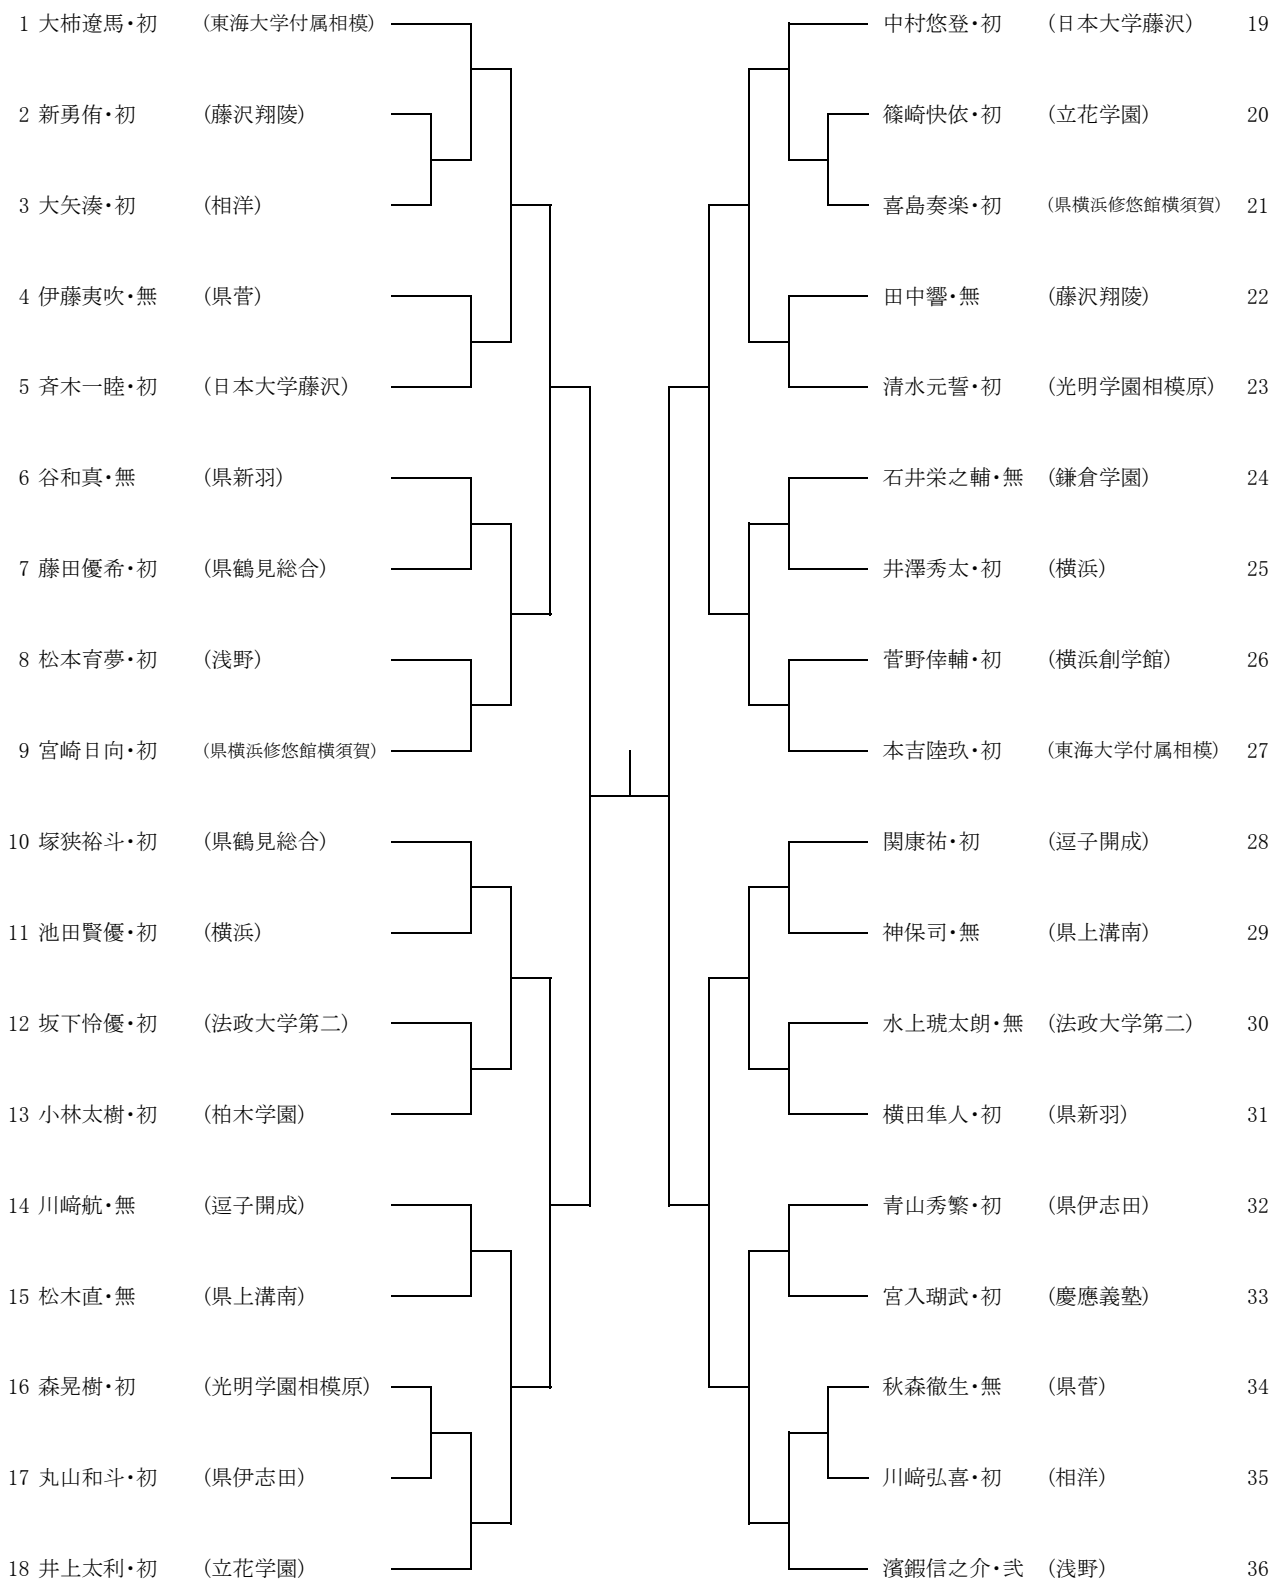 1 大柿遼馬・初 (東海大学付属相模)
2 新勇侑・初 (藤沢翔陵)
3 大矢湊・初 (相洋)
4 伊藤夷吹・無 (県菅)
5 斉木一睦・初 (日本大学藤沢)
6 谷和真・無 (県新羽)
7 藤田優希・初 (県鶴見総合)
8 松本育夢・初 (浅野)
9 宮崎日向・初 (県横浜修悠館横須賀)
10 塚狭裕斗・初 (県鶴見総合)
11 池田賢優・初 (横浜)
12 坂下怜優・初 (法政大学第二)
13 小林太樹・初 (柏木学園)
14 川﨑航・無 (逗子開成)
15 松木直・無 (県上溝南)
16 森晃樹・初 (光明学園相模原)
17 丸山和斗・初 (県伊志田)
18 井上太利・初 (立花学園)
中村悠登・初 (日本大学藤沢) 19
篠崎快依・初 (立花学園) 20
喜島奏楽・初 (県横浜修悠館横須賀) 21
田中響・無 (藤沢翔陵) 22
清水元誓・初 (光明学園相模原) 23
石井栄之輔・無 (鎌倉学園) 24
井澤秀太・初 (横浜) 25
菅野倖輔・初 (横浜創学館) 26
本吉陸玖・初 (東海大学付属相模) 27
関康祐・初 (逗子開成) 28
神保司・無 (県上溝南) 29
水上琥太朗・無 (法政大学第二) 30
横田隼人・初 (県新羽) 31
青山秀繁・初 (県伊志田) 32
宮入瑚武・初 (慶應義塾) 33
秋森徹生・無 (県菅) 34
川﨑弘喜・初 (相洋) 35
濱鍜信之介・弐 (浅野) 36